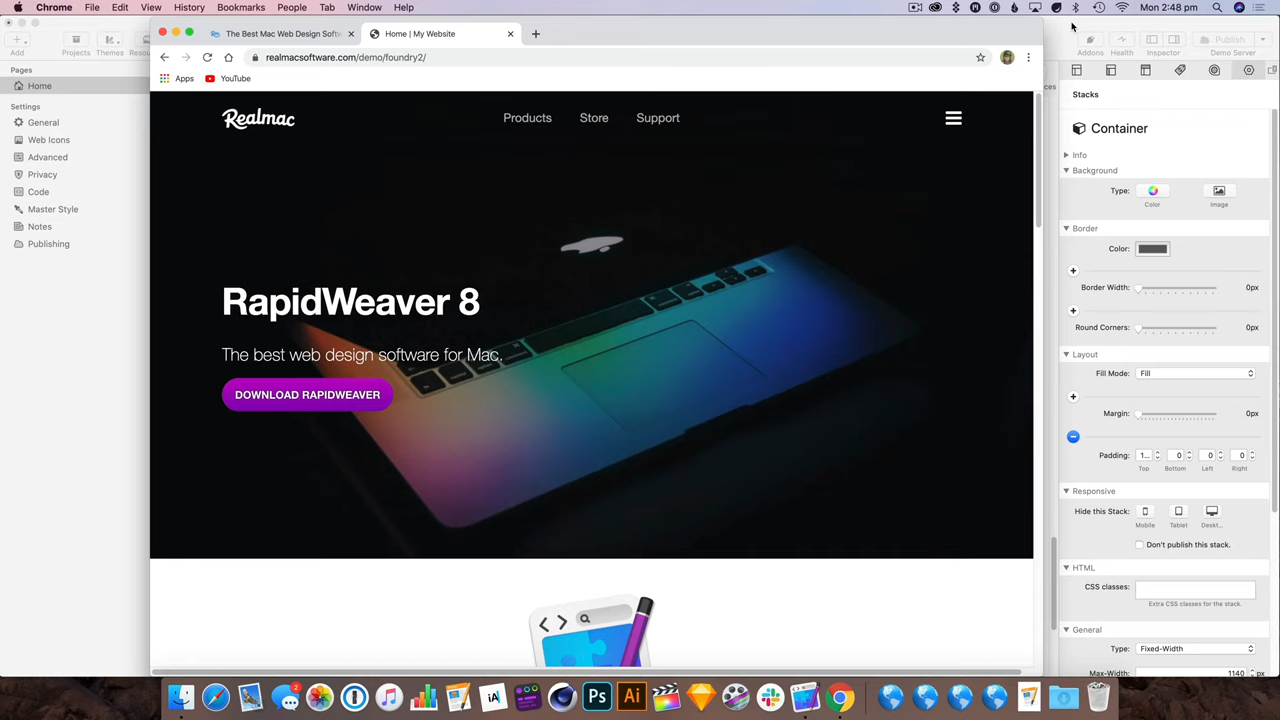 Chrome File Edit View History Bookmarks People Tab Window Help Mon 2:48 pm
The Best Mac Web Design Softw Home | My Website
Add Projects Themes Addons Health Inspector Publish Demo Server
realmacsoftware.com/demo/foundry2/
Apps YouTube
Pages
Home
Settings
General
Web Icons
Advanced
Privacy
Code
Master Style
Notes
Publishing
Realmac Products Store Support
RapidWeaver 8
The best web design software for Mac.
DOWNLOAD RAPIDWEAVER
Stacks
Container
Info
Background
Type:
Color Image
Border
Color:
Border Width: 0px
Round Corners: 0px
Layout
Fill Mode: Fill
Margin: 0px
Padding: 1... 0 0 0
Top Bottom Left Right
Responsive
Hide this Stack:
Mobile Tablet Deskt...
Don't publish this stack.
HTML
CSS classes:
Extra CSS classes for the stack.
General
Type: Fixed-Width
Max-Width: 1140
2 iA Ps Ai